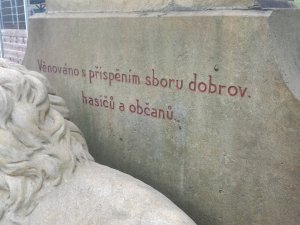 Věnováno s příspěním sboru dobrov.
hasičů a občanů.